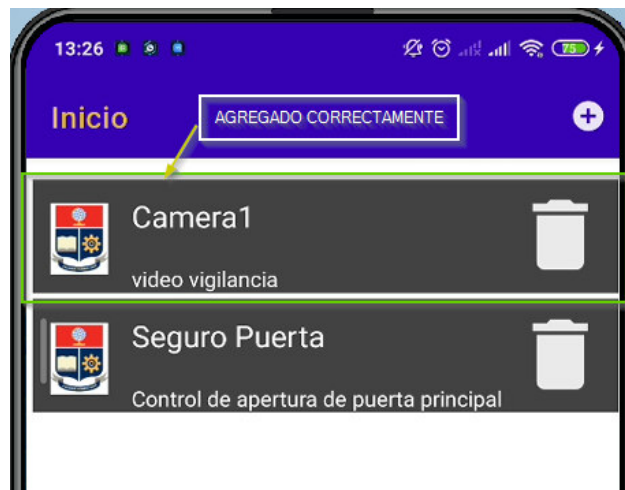 13:26
75
Inicio
AGREGADO CORRECTAMENTE
Camera1
video vigilancia
Seguro Puerta
Control de apertura de puerta principal